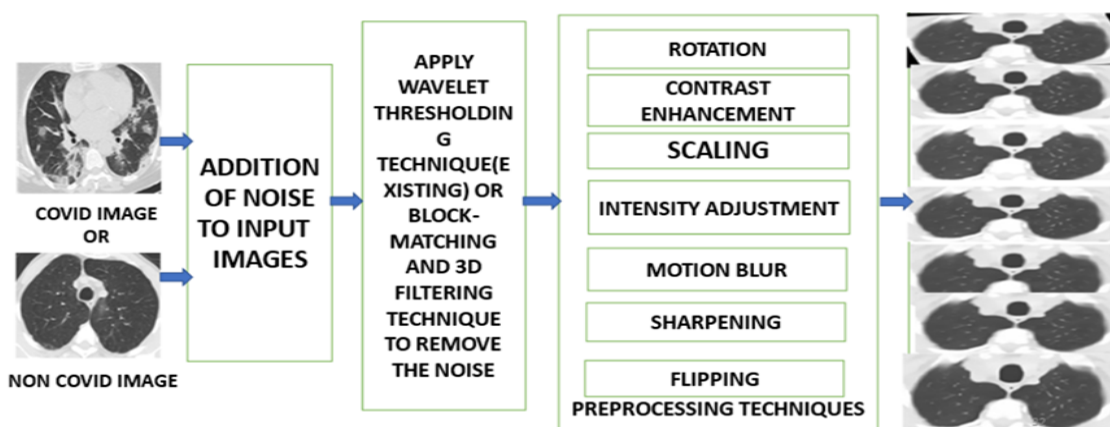 COVID IMAGE
OR
NON COVID IMAGE
ADDITION
OF NOISE
TO INPUT
IMAGES
APPLY
WAVELET
THRESHOLDIN
G
TECHNIQUE(E
XISTING) OR
BLOCK-
MATCHING
AND 3D
FILTERING
TECHNIQUE
TO REMOVE
THE NOISE
ROTATION
CONTRAST
ENHANCEMENT
SCALING
INTENSITY ADJUSTMENT
MOTION BLUR
SHARPENING
FLIPPING
PREPROCESSING TECHNIQUES